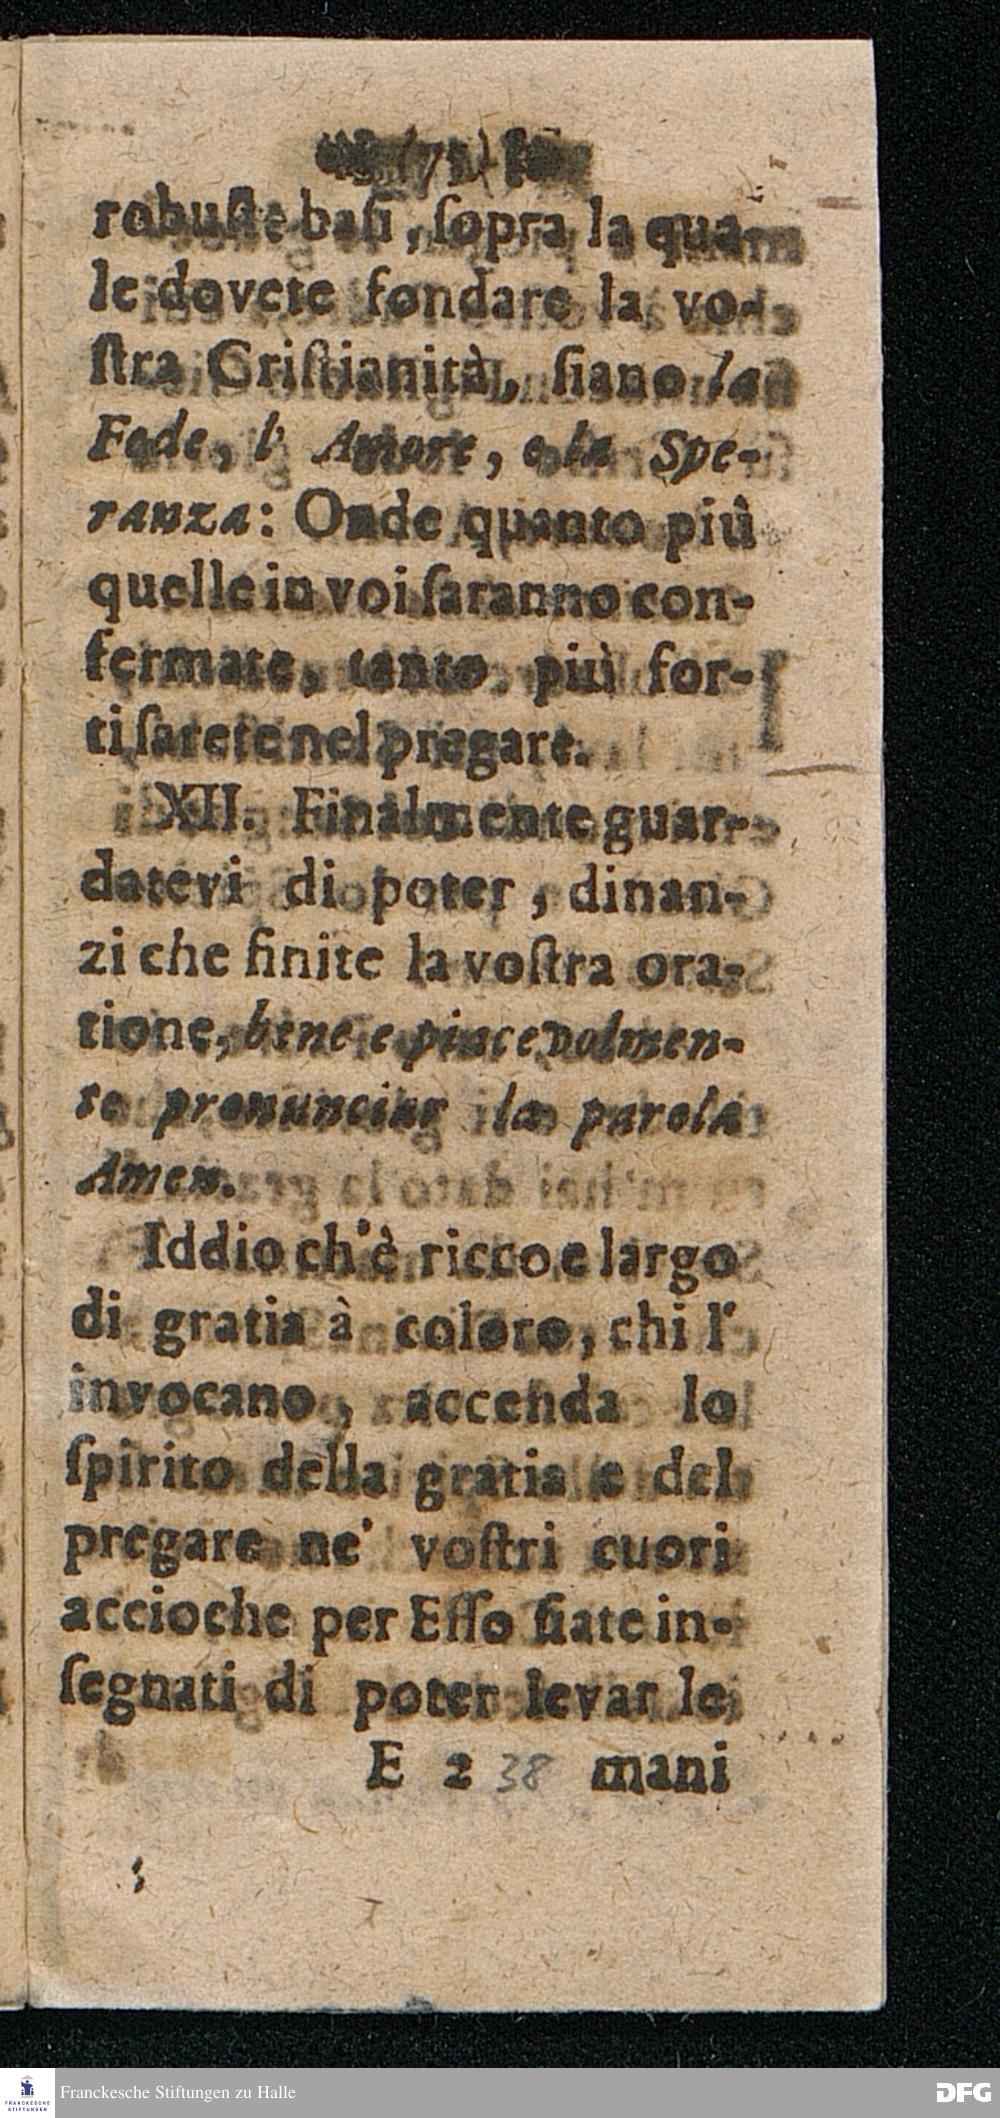 (71)
robuſte baſi, ſopra la qua-
le dovete fondare la vo-
ſtra Criſtianità, ſiano la
Fede, l' Amore, e la Spe-
ranza: Onde quanto più
quelle in voi ſaranno con-
fermate, tanto più for-
ti ſarete nel pregare.
XII. Finalmente guar-
datevi di poter, dinan-
zi che finite la voſtra ora-
tione, bene e piacevolmen-
te pronunciar la parola
Amen.
Iddio ch'è ricco e largo
di gratia à coloro, chi l'
invocano, accenda lo
ſpirito della gratia e del
pregare ne' voſtri cuori
accioche per Eſſo ſiate in-
ſegnati di poter levar le
E 2 38 mani
FRANCKESCHE STIFTUNGEN
Franckesche Stiftungen zu Halle
DFG